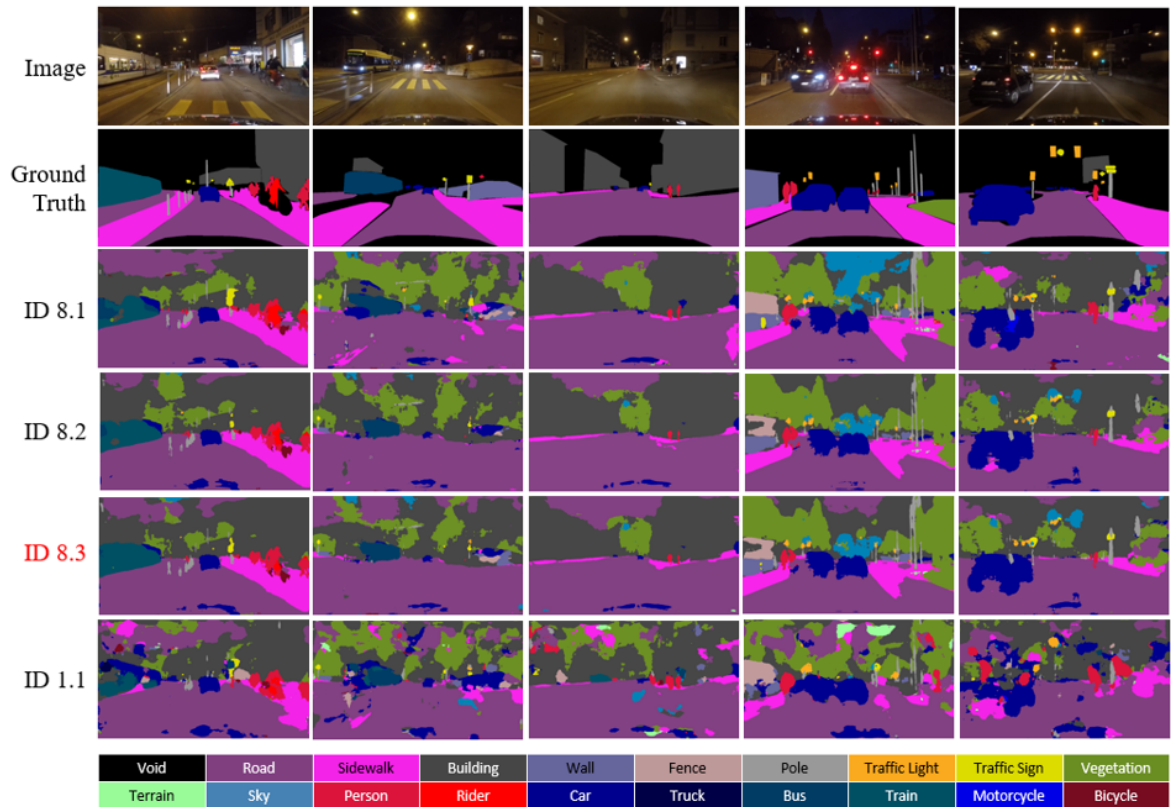 Image
Ground
Truth
ID 8.1
ID 8.2
ID 8.3
ID 1.1
Void Road Sidewalk Building Wall Fence Pole Traffic Light Traffic Sign Vegetation
Terrain Sky Person Rider Car Truck Bus Train Motorcycle Bicycle